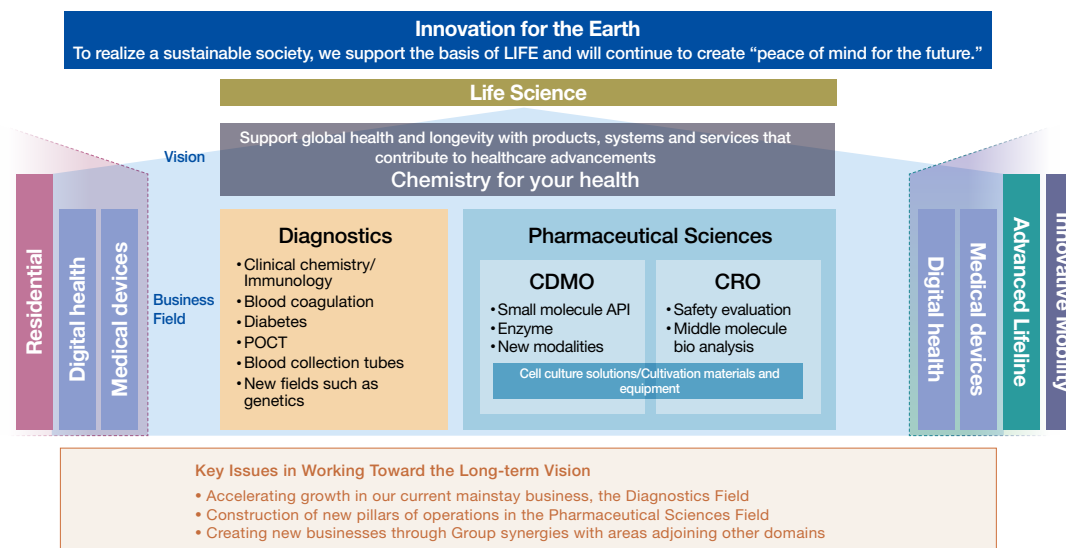 Innovation for the Earth
To realize a sustainable society, we support the basis of LIFE and will continue to create “peace of mind for the future.”
Life Science
Vision
Support global health and longevity with products, systems and services that
contribute to healthcare advancements
Chemistry for your health
Residential
Digital health
Medical devices
Business
Field
Diagnostics
• Clinical chemistry/
Immunology
• Blood coagulation
• Diabetes
• POCT
• Blood collection tubes
• New fields such as
genetics
Pharmaceutical Sciences
CDMO
• Small molecule API
• Enzyme
• New modalities
CRO
• Safety evaluation
• Middle molecule
bio analysis
Cell culture solutions/Cultivation materials and
equipment
Digital health
Medical devices
Advanced Lifeline
Innovative Mobility
Key Issues in Working Toward the Long-term Vision
• Accelerating growth in our current mainstay business, the Diagnostics Field
• Construction of new pillars of operations in the Pharmaceutical Sciences Field
• Creating new businesses through Group synergies with areas adjoining other domains